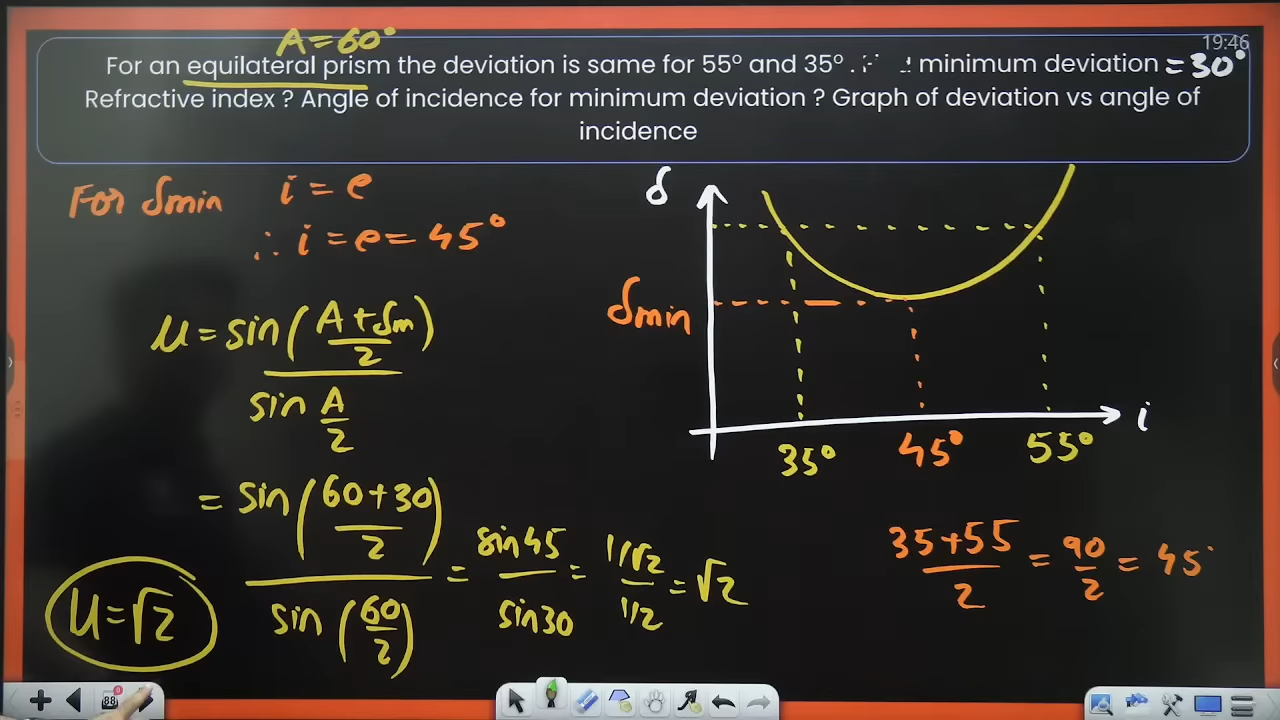 19:46
A = 60°
For an equilateral prism the deviation is same for 55° and 35° . minimum deviation = 30°
Refractive index ? Angle of incidence for minimum deviation ? Graph of deviation vs angle of
incidence
For δmin i = e
∴ i = e = 45°
μ = sin(A+δm/2)
sin A/2
= sin(60+30/2)
sin(60/2)
= sin45/sin30 = 1/√2/1/2 = √2
μ = √2
δ
δmin
i
35° 45° 55°
35+55/2 = 90/2 = 45°
88